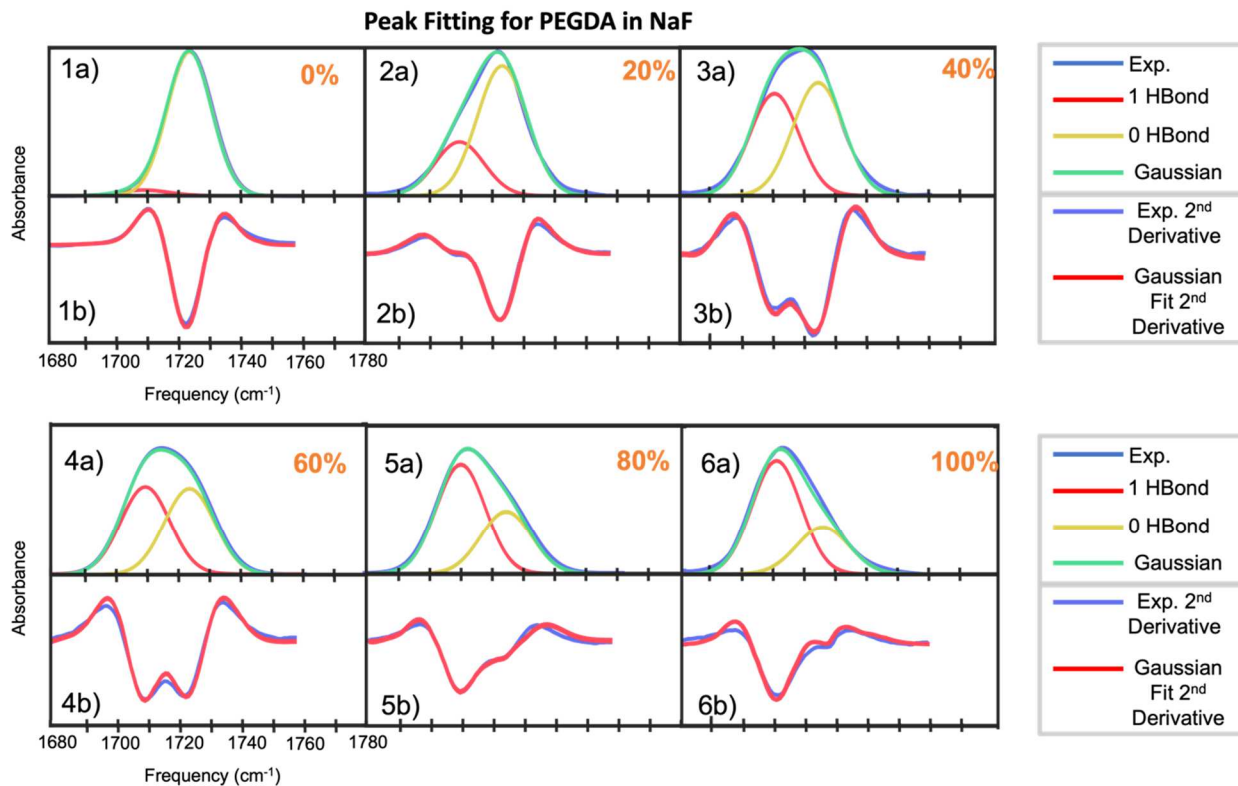 Peak Fitting for PEGDA in NaF
1a)
0%
2a)
20%
3a)
40%
Absorbance
1b)
2b)
3b)
1680 1700 1720 1740 1760 1780
Frequency (cm⁻¹)
Exp.
1 HBond
0 HBond
Gaussian
Exp. 2ⁿᵈ
Derivative
Gaussian
Fit 2ⁿᵈ
Derivative
4a)
60%
5a)
80%
6a)
100%
Absorbance
4b)
5b)
6b)
1680 1700 1720 1740 1760 1780
Frequency (cm⁻¹)
Exp.
1 HBond
0 HBond
Gaussian
Exp. 2ⁿᵈ
Derivative
Gaussian
Fit 2ⁿᵈ
Derivative